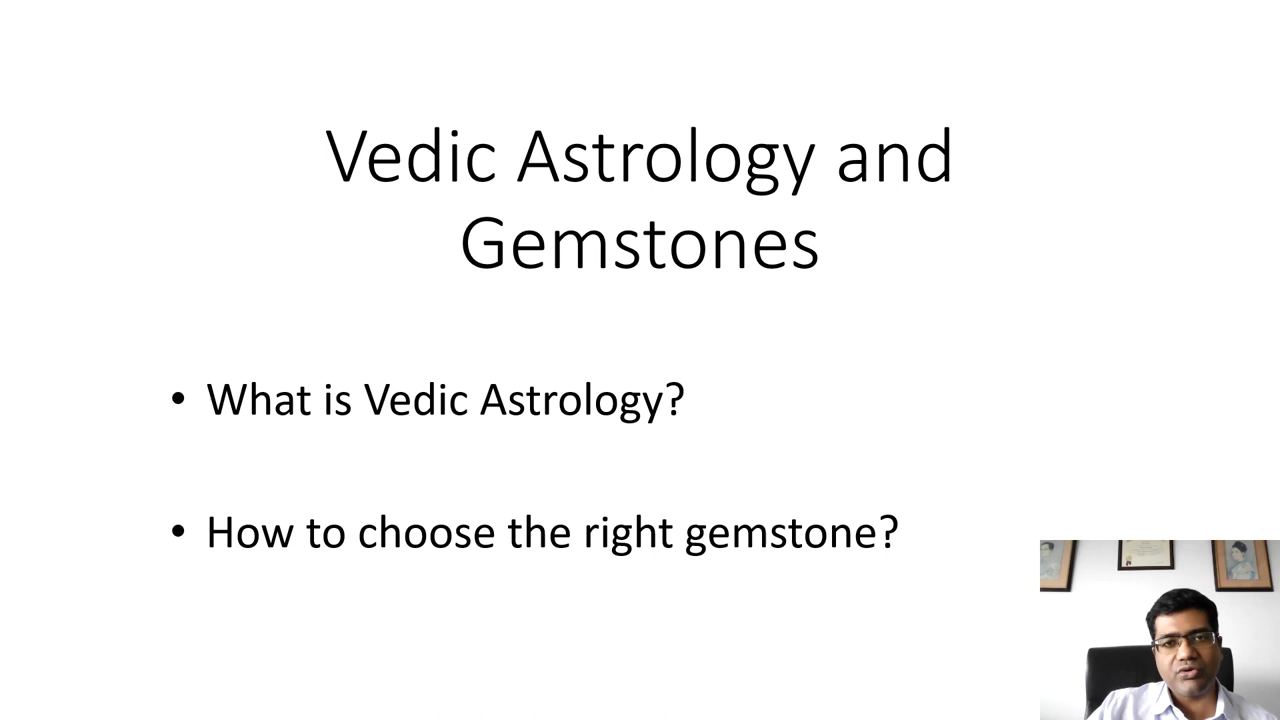 Vedic Astrology and
Gemstones
• What is Vedic Astrology?
• How to choose the right gemstone?